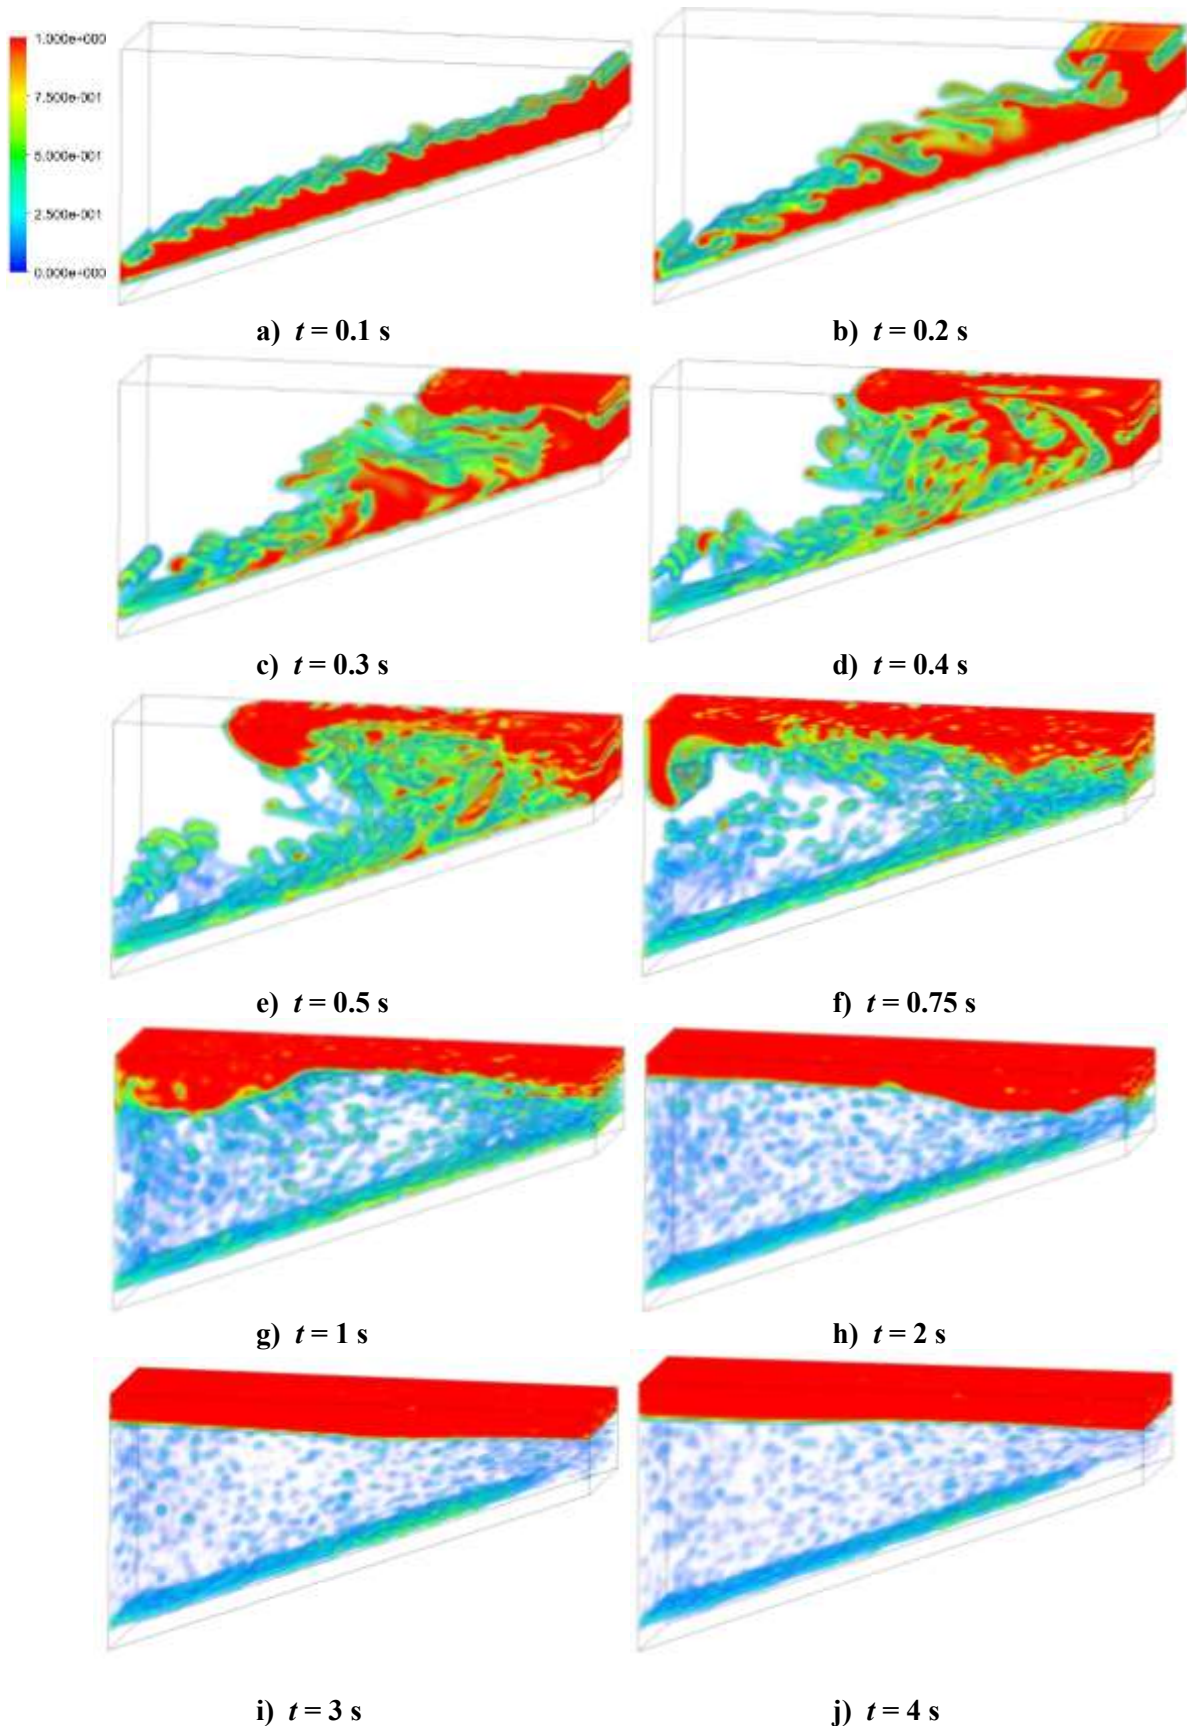 1.000e+000
7.500e-001
5.000e-001
2.500e-001
0.000e+000
a) t = 0.1 s
b) t = 0.2 s
c) t = 0.3 s
d) t = 0.4 s
e) t = 0.5 s
f) t = 0.75 s
g) t = 1 s
h) t = 2 s
i) t = 3 s
j) t = 4 s